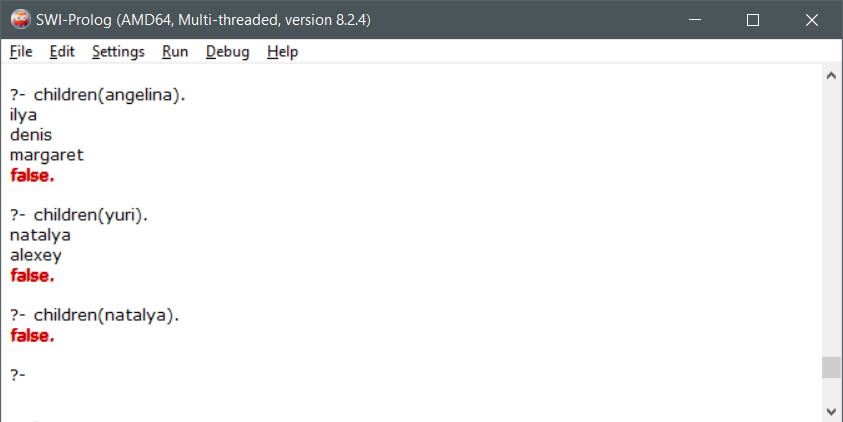 SWI-Prolog (AMD64, Multi-threaded, version 8.2.4)
File Edit Settings Run Debug Help
?- children(angelina).
ilya
denis
margaret
false.
?- children(yuri).
natalya
alexey
false.
?- children(natalya).
false.
?-